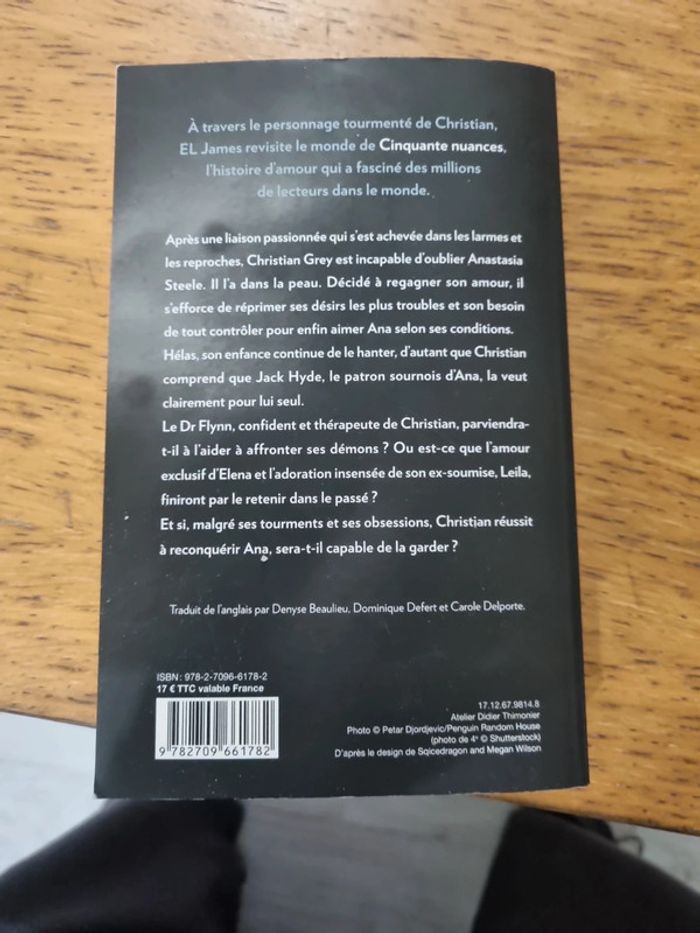 À travers le personnage tourmenté de Christian,
EL James revisite le monde de Cinquante nuances,
l'histoire d'amour qui a fasciné des millions
de lecteurs dans le monde.
Après une liaison passionnée qui s'est achevée dans les larmes et
les reproches, Christian Grey est incapable d'oublier Anastasia
Steele. Il l'a dans la peau. Décidé à regagner son amour, il
s'efforce de réprimer ses désirs les plus troubles et son besoin
de tout contrôler pour enfin aimer Ana selon ses conditions.
Hélas, son enfance continue de le hanter, d'autant que Christian
comprend que Jack Hyde, le patron sournois d'Ana, la veut
clairement pour lui seul.
Le Dr Flynn, confident et thérapeute de Christian, parviendra-
t-il à l'aider à affronter ses démons ? Ou est-ce que l'amour
exclusif d'Elena et l'adoration insensée de son ex-soumise, Leila,
finiront par le retenir dans le passé ?
Et si, malgré ses tourments et ses obsessions, Christian réussit
à reconquérir Ana, sera-t-il capable de la garder ?
Traduit de l'anglais par Denyse Beaulieu, Dominique Defert et Carole Delporte.
ISBN : 978-2-7096-6178-2
17 € TTC valable France
9 782709 661782
17.12.67.9814.8
Atelier Didier Thimonier
Photo © Petar Djordjevic/Penguin Random House
(photo de 4e © Shutterstock)
D'après le design de Sqicedragon and Megan Wilson